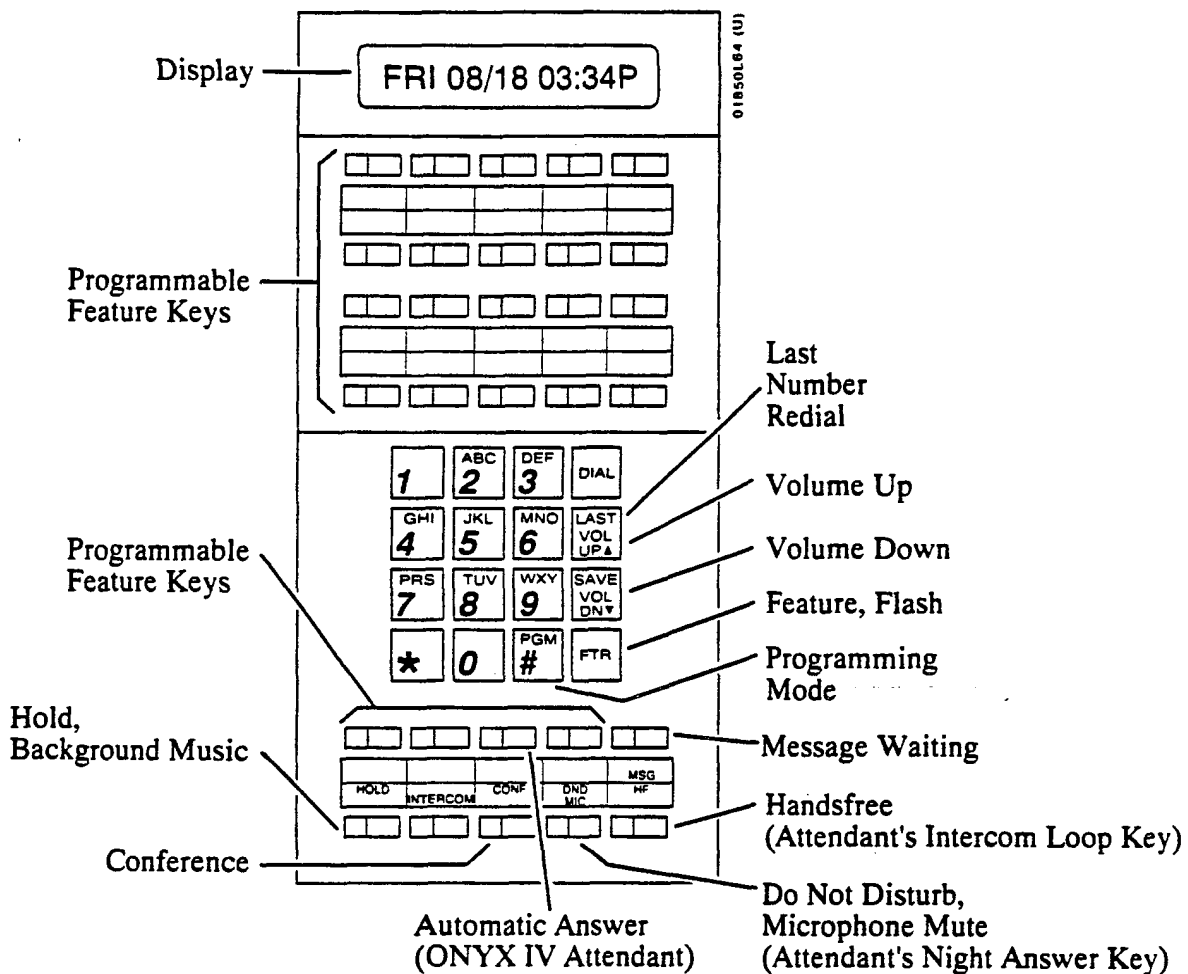 01850L64 (U)
Display
FRI 08/18 03:34P
Programmable
Feature Keys
Last
Number
Redial
Volume Up
Volume Down
Feature, Flash
Programming
Mode
1
ABC
2
DEF
3
DIAL
GHI
4
JKL
5
MNO
6
LAST
VOL
UP▲
PRS
7
TUV
8
WXY
9
SAVE
VOL
DN▼
*
0
PGM
#
FTR
Programmable
Feature Keys
Hold,
Background Music
Message Waiting
MSG
HOLD
INTERCOM
CONF
DND
MIC
HF
Handsfree
(Attendant's Intercom Loop Key)
Conference
Automatic Answer
(ONYX IV Attendant)
Do Not Disturb,
Microphone Mute
(Attendant's Night Answer Key)